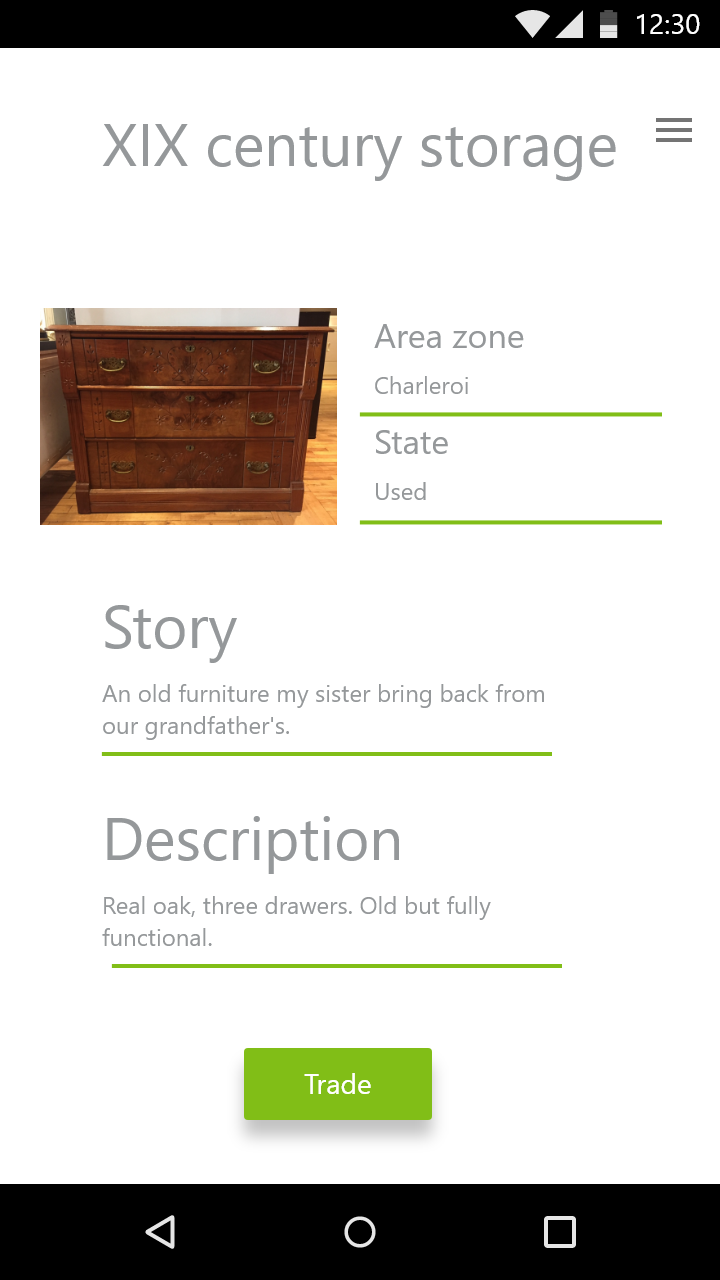 12:30
XIX century storage
Area zone
Charleroi
State
Used
Story
An old furniture my sister bring back from
our grandfather's.
Description
Real oak, three drawers. Old but fully
functional.
Trade